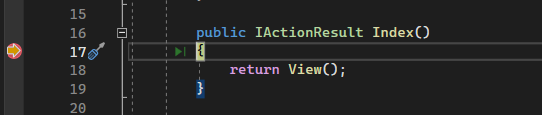 15
16 public IActionResult Index()
17 {
18 return View();
19 }
20